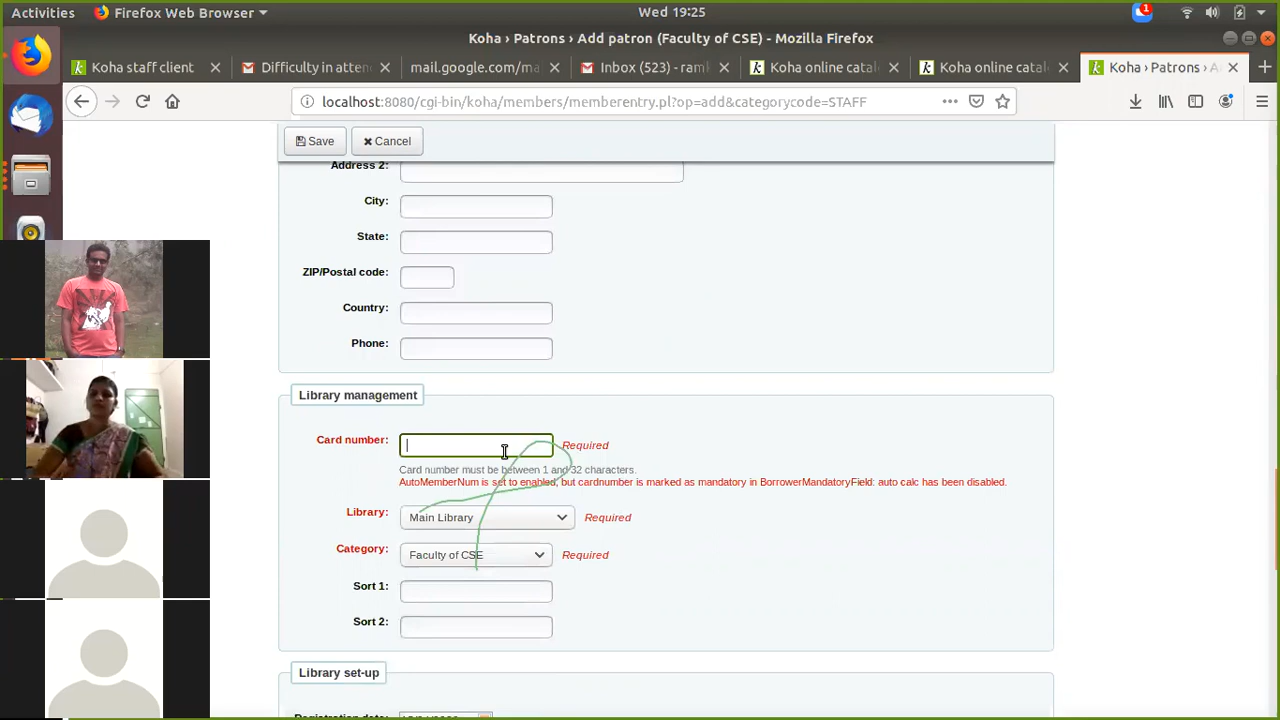 Activities Firefox Web Browser Wed 19:25 1
Koha › Patrons › Add patron (Faculty of CSE) - Mozilla Firefox
Koha staff client Difficulty in atten mail.google.com/m Inbox (523) - ram Koha online catal Koha online catal Koha › Patrons › A
localhost:8080/cgi-bin/koha/members/memberentry.pl?op=add&categorycode=STAFF
Save Cancel
Address 2:
City:
State:
ZIP/Postal code:
Country:
Phone:
Library management
Card number: Required
Card number must be between 1 and 32 characters.
AutoMemberNum is set to enabled, but cardnumber is marked as mandatory in BorrowerMandatoryField: auto calc has been disabled.
Library: Main Library Required
Category: Faculty of CSE Required
Sort 1:
Sort 2:
Library set-up
Registration date: